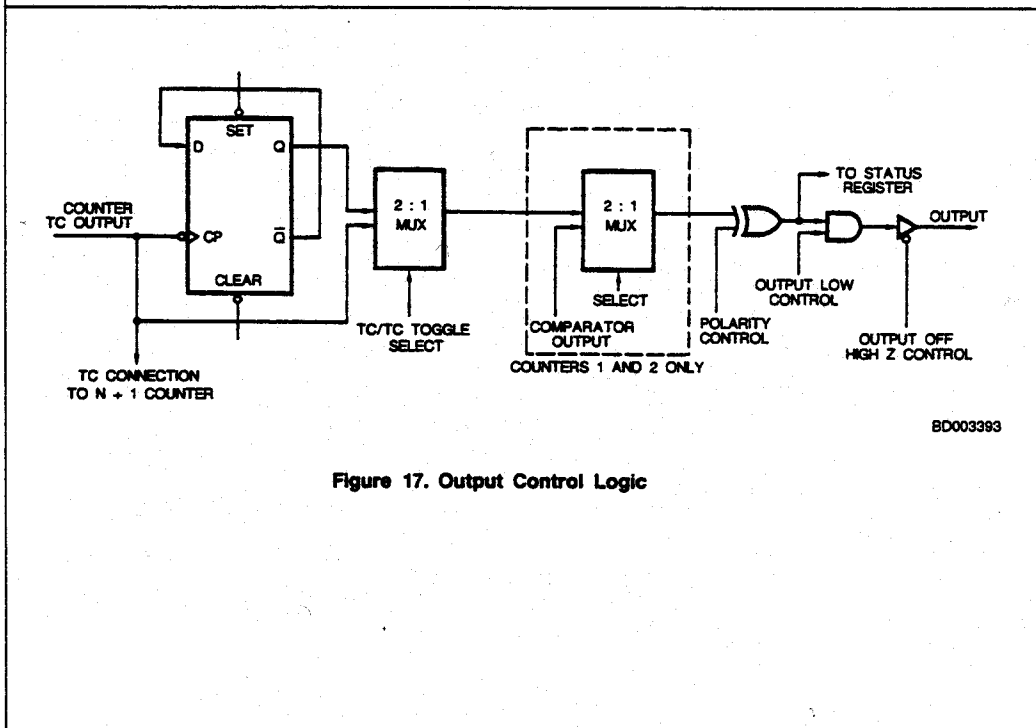 SET
D
Q
COUNTER
TC OUTPUT
CP
Q̅
CLEAR
2 : 1
MUX
TC/TC TOGGLE
SELECT
TC CONNECTION
TO N + 1 COUNTER
2 : 1
MUX
SELECT
COMPARATOR
OUTPUT
COUNTERS 1 AND 2 ONLY
TO STATUS
REGISTER
OUTPUT
OUTPUT LOW
CONTROL
POLARITY
CONTROL
OUTPUT OFF
HIGH Z CONTROL
BD003393
Figure 17. Output Control Logic